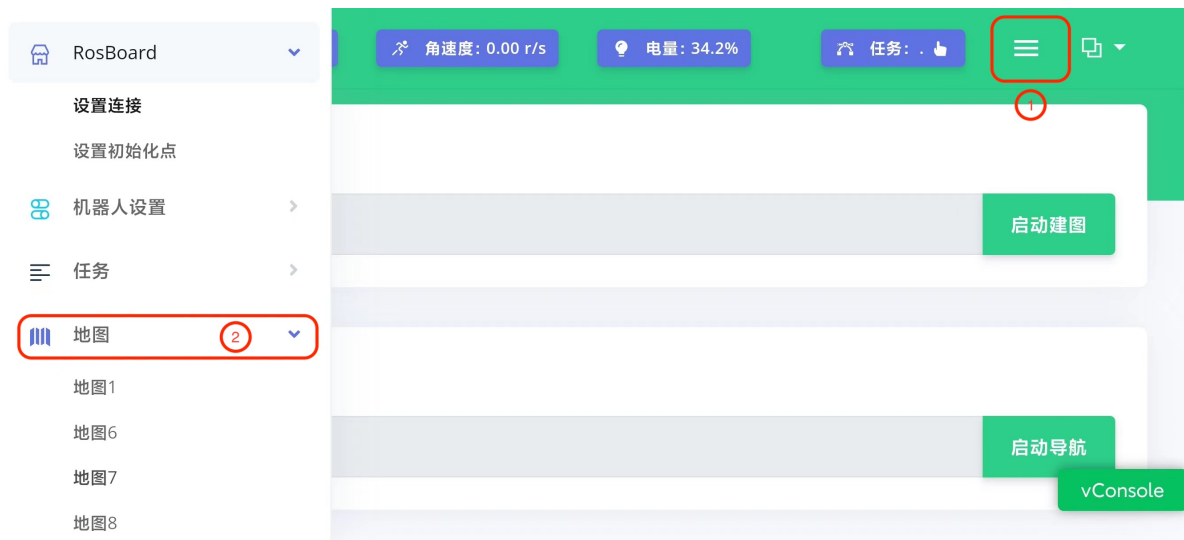 RosBoard
角速度: 0.00 r/s
电量: 34.2%
任务: .
1
设置连接
设置初始化点
机器人设置
启动建图
任务
地图
2
地图1
地图6
启动导航
地图7
vConsole
地图8